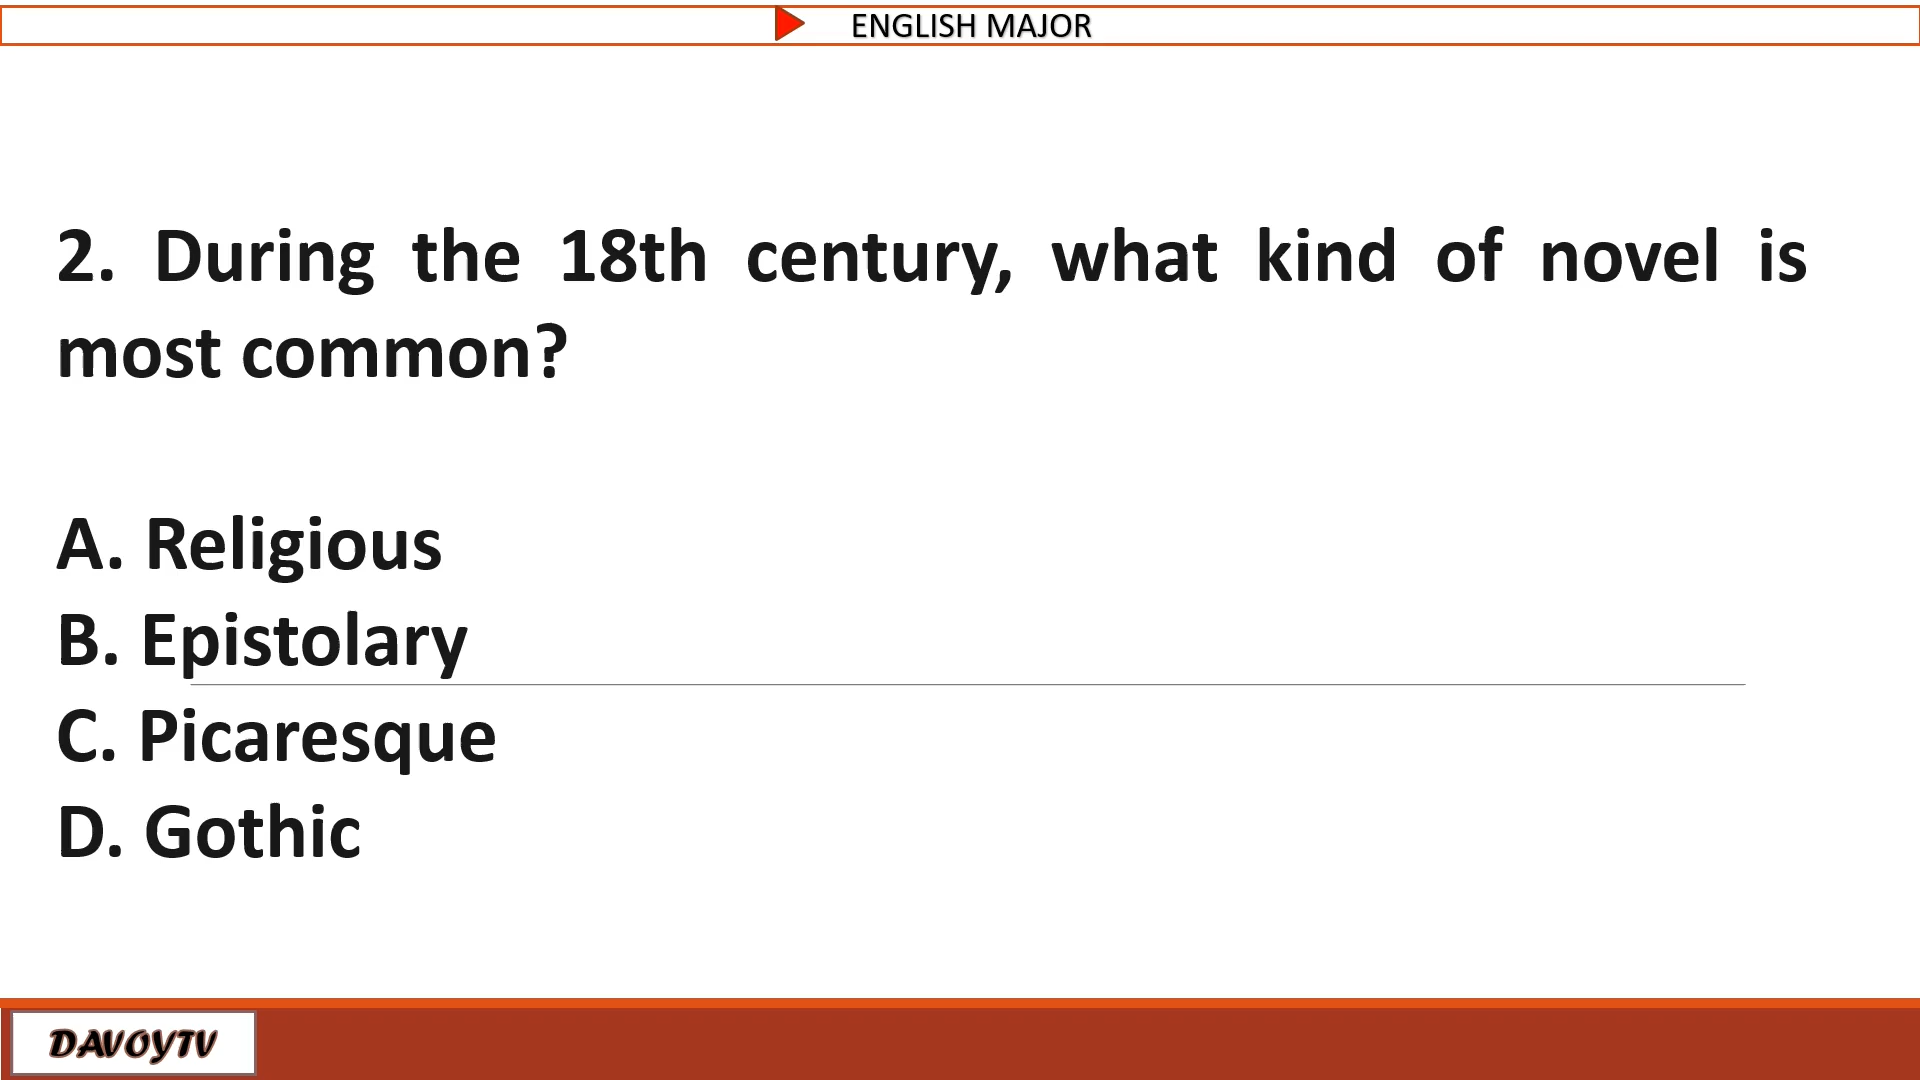 ENGLISH MAJOR
2. During the 18th century, what kind of novel is
most common?
A. Religious
B. Epistolary
C. Picaresque
D. Gothic
DAVOYTV